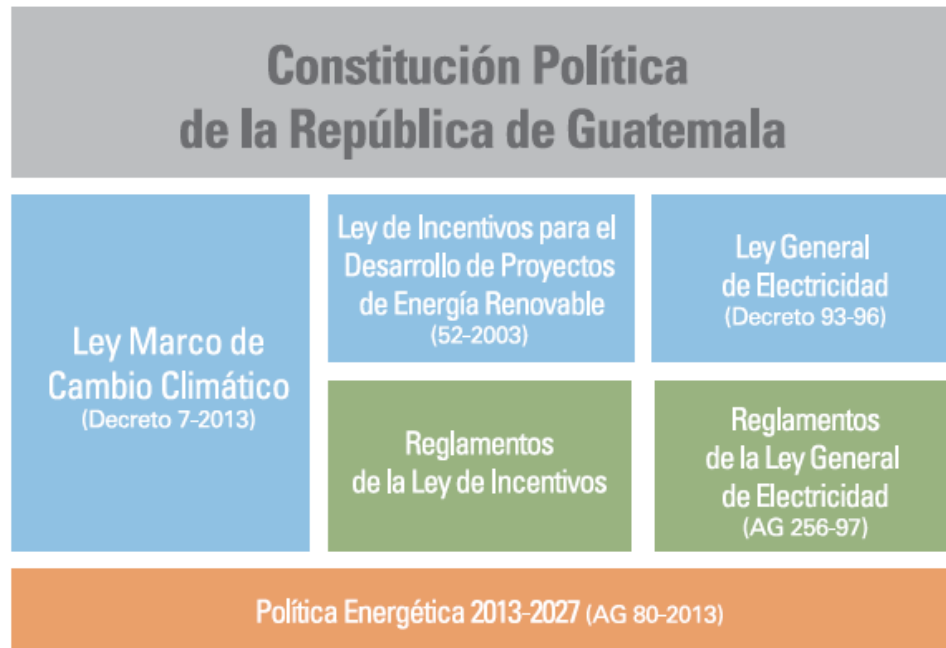 Constitución Política
de la República de Guatemala
Ley Marco de
Cambio Climático
(Decreto 7-2013)
Ley de Incentivos para el
Desarrollo de Proyectos
de Energía Renovable
(52-2003)
Ley General
de Electricidad
(Decreto 93-96)
Reglamentos
de la Ley de Incentivos
Reglamentos
de la Ley General
de Electricidad
(AG 256-97)
Política Energética 2013-2027 (AG 80-2013)